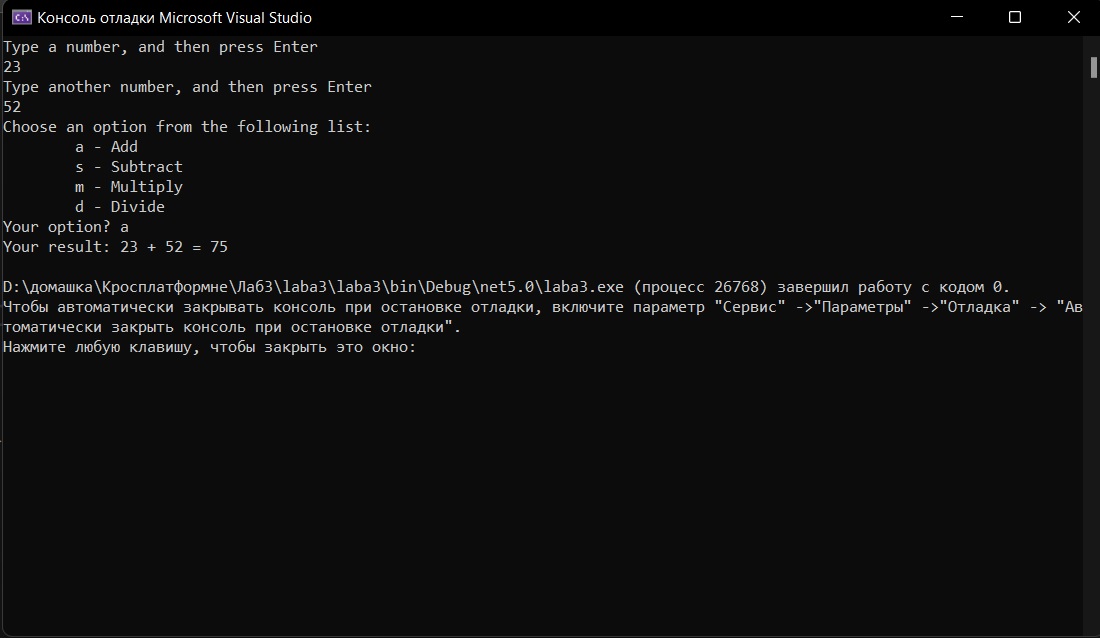 Консоль отладки Microsoft Visual Studio
Type a number, and then press Enter
23
Type another number, and then press Enter
52
Choose an option from the following list:
        a - Add
        s - Subtract
        m - Multiply
        d - Divide
Your option? a
Your result: 23 + 52 = 75
D:\домашка\Кросплатформне\Лаб3\laba3\laba3\bin\Debug\net5.0\laba3.exe (процесс 26768) завершил работу с кодом 0.
Чтобы автоматически закрывать консоль при остановке отладки, включите параметр "Сервис" ->"Параметры" ->"Отладка" -> "Ав
томатически закрыть консоль при остановке отладки".
Нажмите любую клавишу, чтобы закрыть это окно: